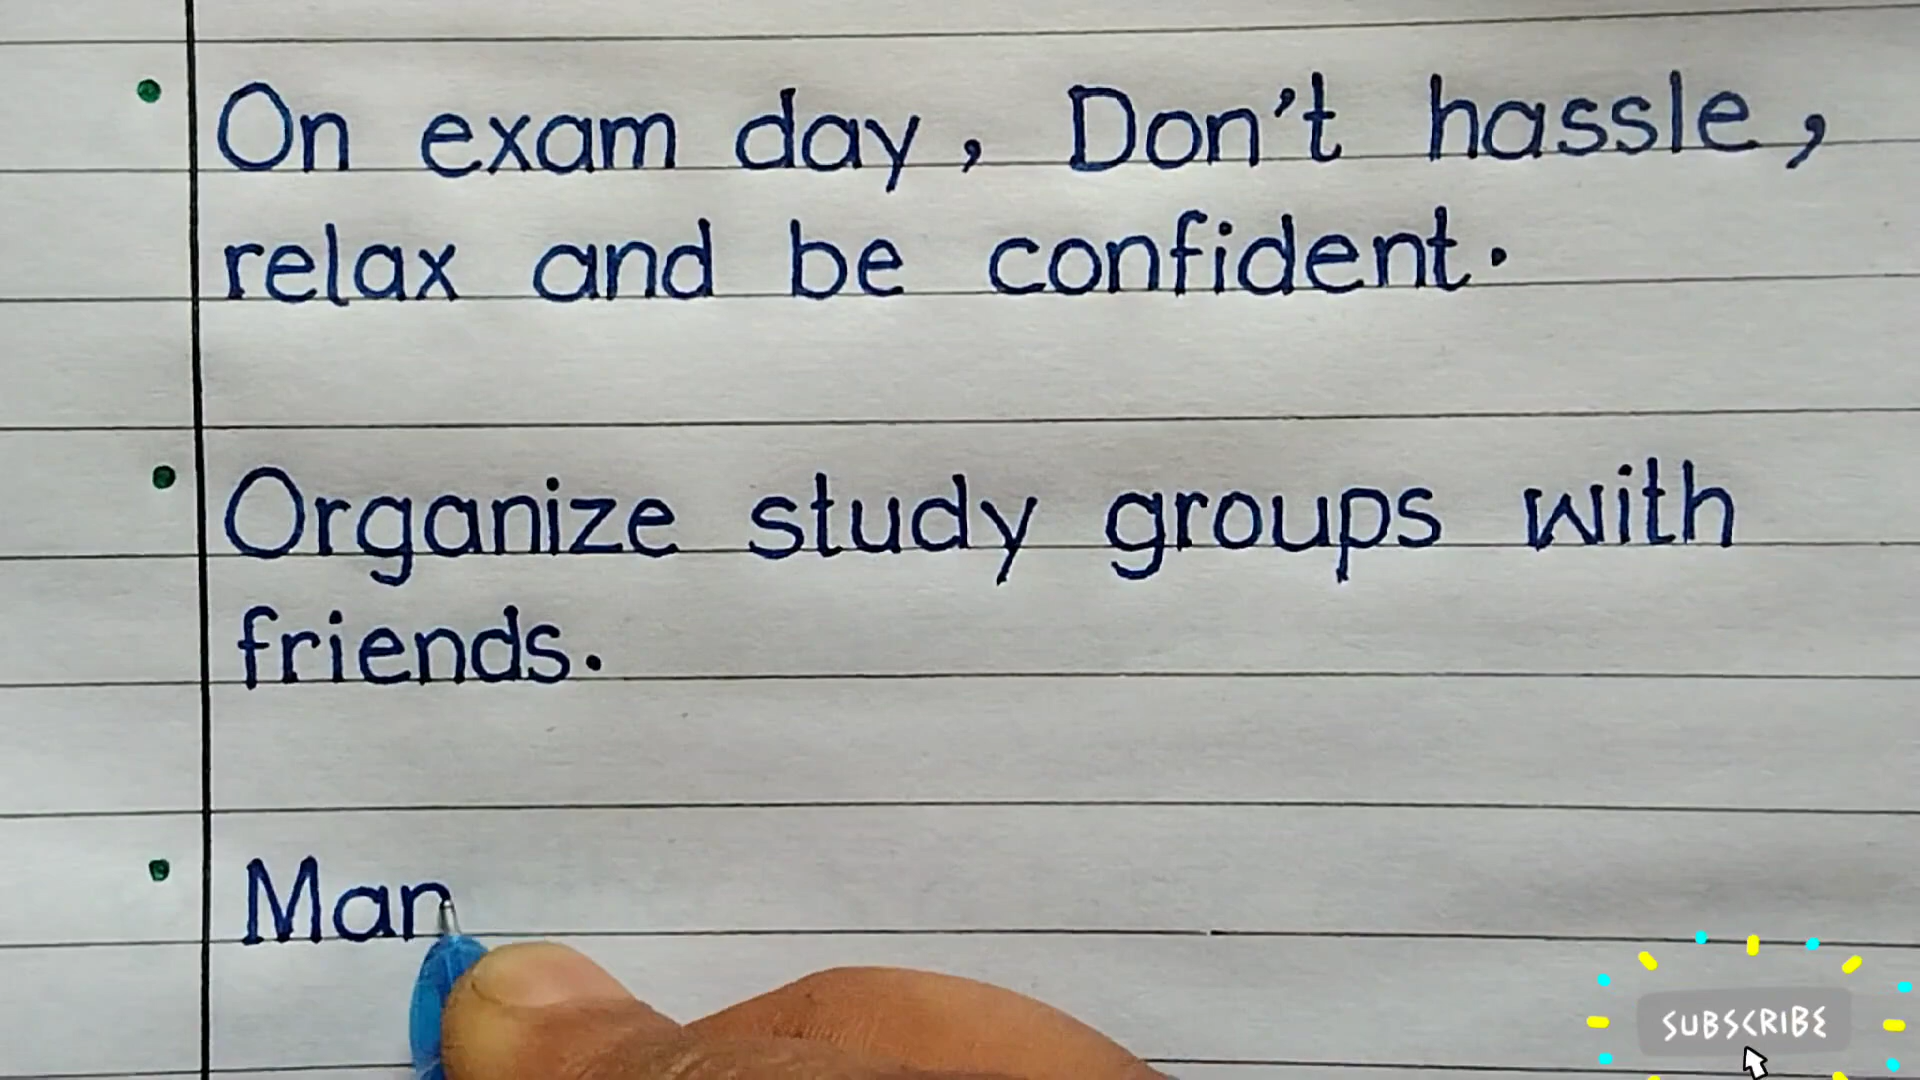 On exam day, Don't hassle,
relax and be confident.
Organize study groups with
friends.
Man
SUBSCRIBE